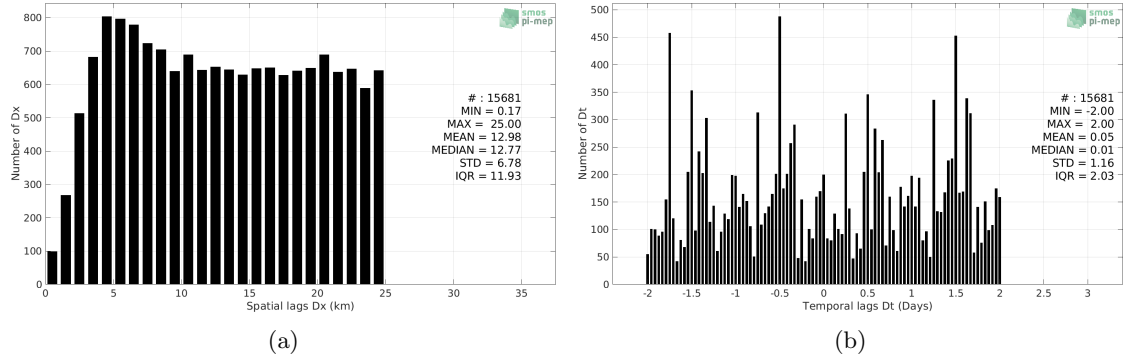 smos
pi-mep
800
700
600
500
400
300
200
100
0
Number of Dx
# : 15681
MIN = 0.17
MAX = 25.00
MEAN = 12.98
MEDIAN = 12.77
STD = 6.78
IQR = 11.93
0 5 10 15 20 25 30 35
Spatial lags Dx (km)
(a)
smos
pi-mep
500
450
400
350
300
250
200
150
100
50
0
Number of Dt
# : 15681
MIN = -2.00
MAX = 2.00
MEAN = 0.05
MEDIAN = 0.01
STD = 1.16
IQR = 2.03
-2 -1.5 -1 -0.5 0 0.5 1 1.5 2 2.5 3
Temporal lags Dt (Days)
(b)